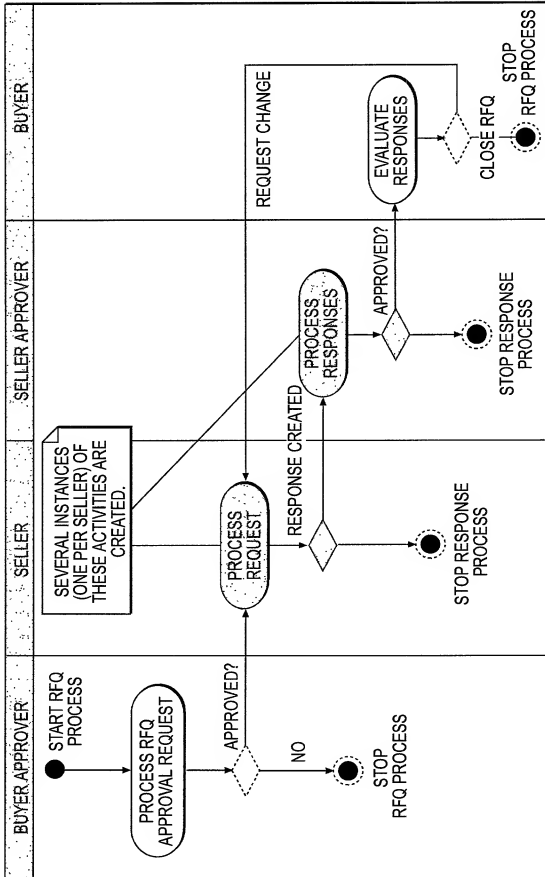 BUYER APPROVER
SELLER
SELLER APPROVER
BUYER
START RFQ
PROCESS
PROCESS RFQ
APPROVAL REQUEST
APPROVED?
NO
STOP
RFQ PROCESS
SEVERAL INSTANCES
(ONE PER SELLER) OF
THESE ACTIVITIES ARE
CREATED.
PROCESS
REQUEST
RESPONSE CREATED
STOP RESPONSE
PROCESS
PROCESS
RESPONSES
APPROVED?
STOP RESPONSE
PROCESS
REQUEST CHANGE
EVALUATE
RESPONSES
CLOSE RFQ
STOP
RFQ PROCESS